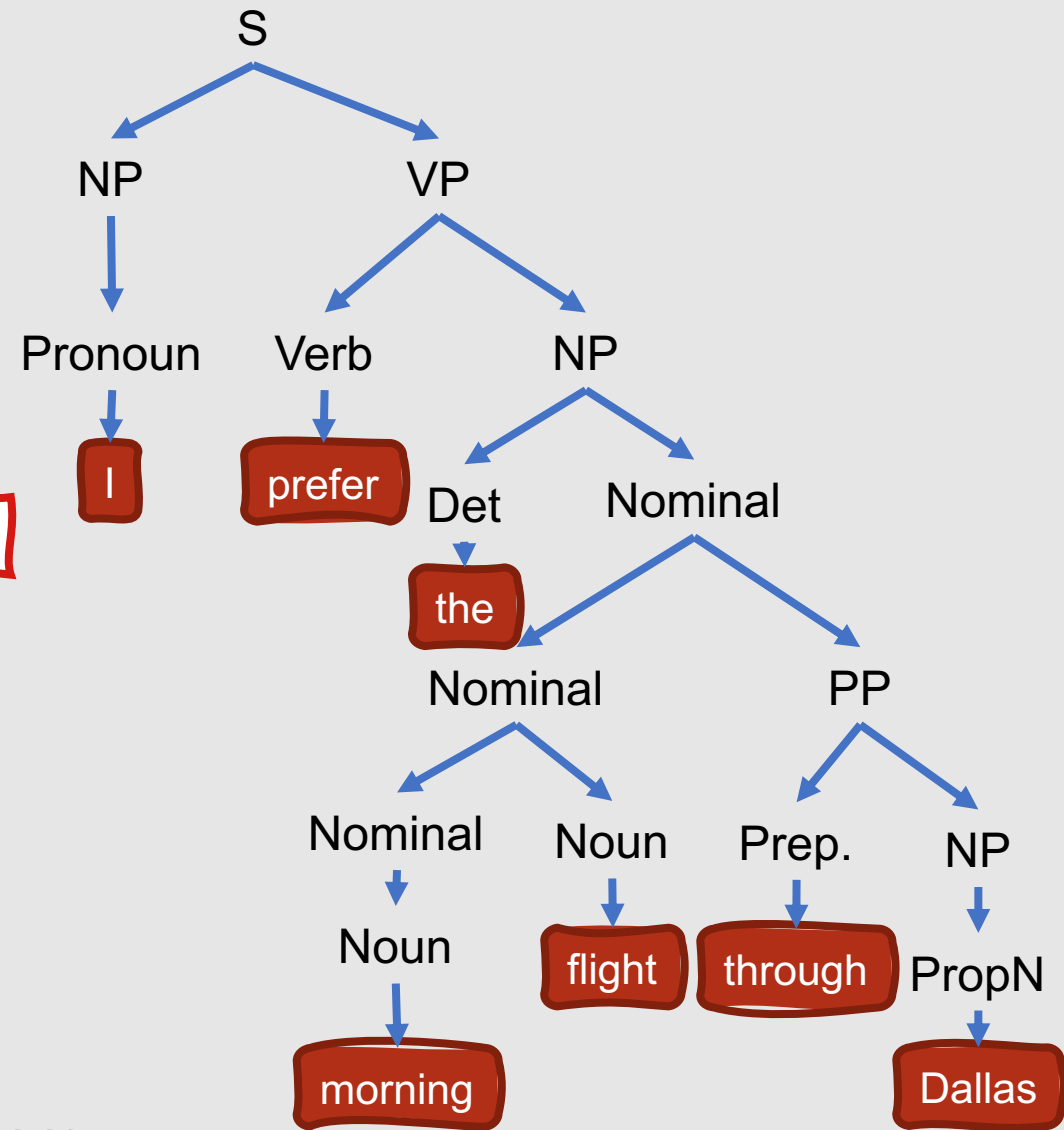 S
NP VP
Pronoun Verb NP
I prefer Det Nominal
the
Nominal PP
Nominal Noun Prep. NP
Noun flight through PropN
morning Dallas